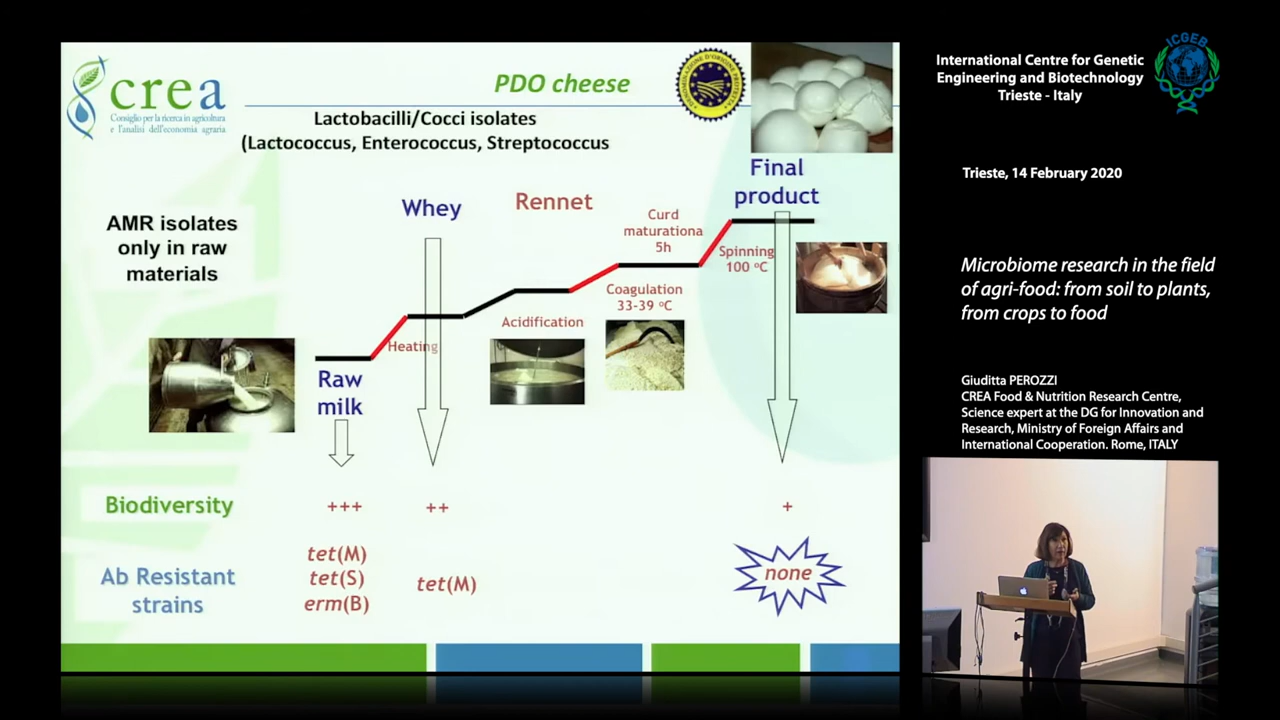 crea
Consiglio per la ricerca in agricoltura
e l'analisi dell'economia agraria
PDO cheese
DENOMINAZIONE D'ORIGINE PROTETTA
Lactobacilli/Cocci isolates
(Lactococcus, Enterococcus, Streptococcus
AMR isolates
only in raw
materials
Raw
milk
Heating
Whey
Acidification
Rennet
Coagulation
33-39 ºC
Curd
maturationa
5h
Spinning
100 ºC
Final
product
Biodiversity
+++
++
+
Ab Resistant
strains
tet(M)
tet(S)
erm(B)
tet(M)
none
International Centre for Genetic
Engineering and Biotechnology
Trieste - Italy
ICGEB
Trieste, 14 February 2020
Microbiome research in the field
of agri-food: from soil to plants,
from crops to food
Giuditta PEROZZI
CREA Food & Nutrition Research Centre,
Science expert at the DG for Innovation and
Research, Ministry of Foreign Affairs and
International Cooperation. Rome, ITALY